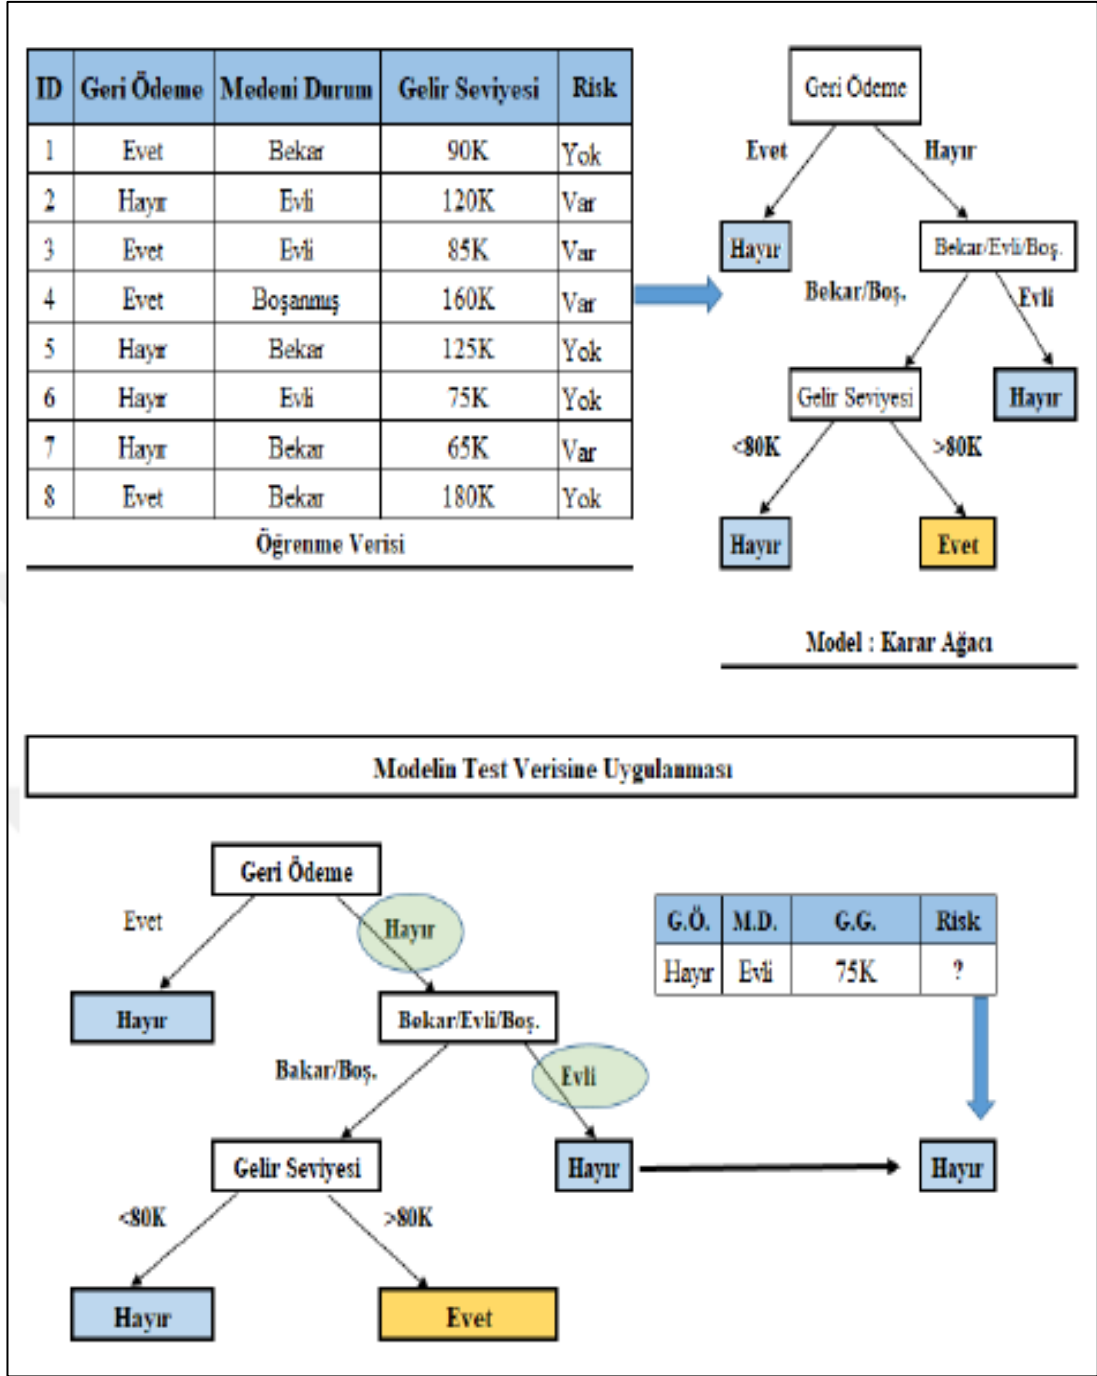 ID Geri Ödeme Medeni Durum Gelir Seviyesi Risk
1 Evet Bekar 90K Yok
2 Hayır Evli 120K Var
3 Evet Evli 85K Var
4 Evet Boşanmış 160K Var
5 Hayır Bekar 125K Yok
6 Hayır Evli 75K Yok
7 Hayır Bekar 65K Var
8 Evet Bekar 180K Yok
Öğrenme Verisi
Geri Ödeme
Evet Hayır
Hayır Bekar/Evli/Boş.
Bekar/Boş. Evli
Gelir Seviyesi Hayır
<80K >80K
Hayır Evet
Model : Karar Ağacı
Modelin Test Verisine Uygulanması
Geri Ödeme
Evet Hayır
Hayır Bekar/Evli/Boş.
Bakar/Boş. Evli
Gelir Seviyesi Hayır
<80K >80K
Hayır Evet
G.Ö. M.D. G.G. Risk
Hayır Evli 75K ?
Hayır